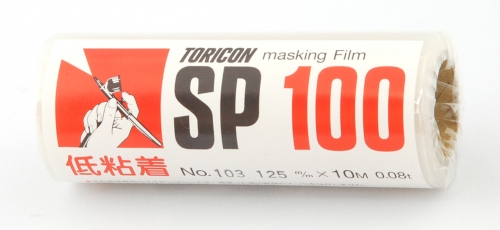 TORICON masking Film
SP 100
低粘着 No.103 125 m/m × 10M 0.08t